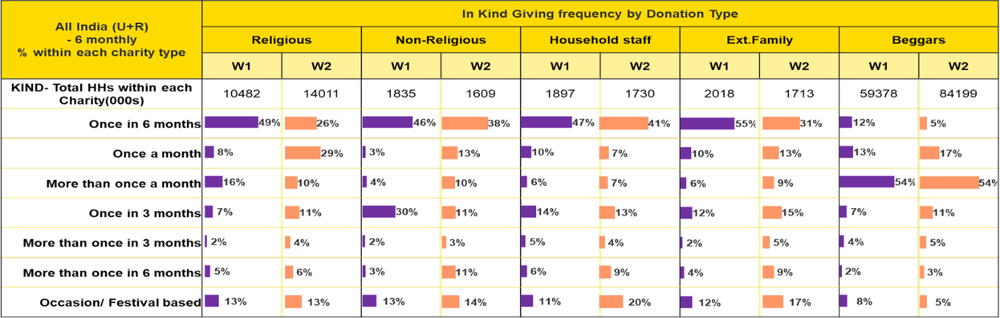 All India (U+R)
- 6 monthly
% within each charity type
In Kind Giving frequency by Donation Type
Religious Non-Religious Household staff Ext.Family Beggars
W1 W2 W1 W2 W1 W2 W1 W2 W1 W2
KIND- Total HHs within each
Charity(000s)
10482 14011 1835 1609 1897 1730 2018 1713 59378 84199
Once in 6 months 49% 26% 46% 38% 47% 41% 55% 31% 12% 5%
Once a month 8% 29% 3% 13% 10% 7% 10% 13% 13% 17%
More than once a month 16% 10% 4% 10% 6% 7% 6% 9% 54% 54%
Once in 3 months 7% 11% 30% 11% 14% 13% 12% 15% 7% 11%
More than once in 3 months 2% 4% 2% 3% 5% 4% 2% 5% 4% 5%
More than once in 6 months 5% 6% 3% 11% 6% 9% 4% 9% 2% 3%
Occasion/ Festival based 13% 13% 13% 14% 11% 20% 12% 17% 8% 5%